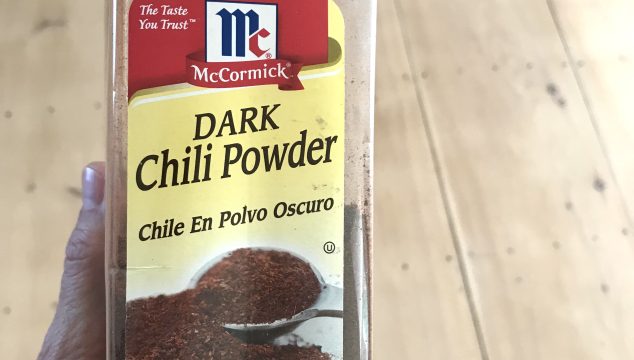 The Taste
You Trust™
Mc
®
McCormick®
DARK
Chili Powder
Chile En Polvo Oscuro
U